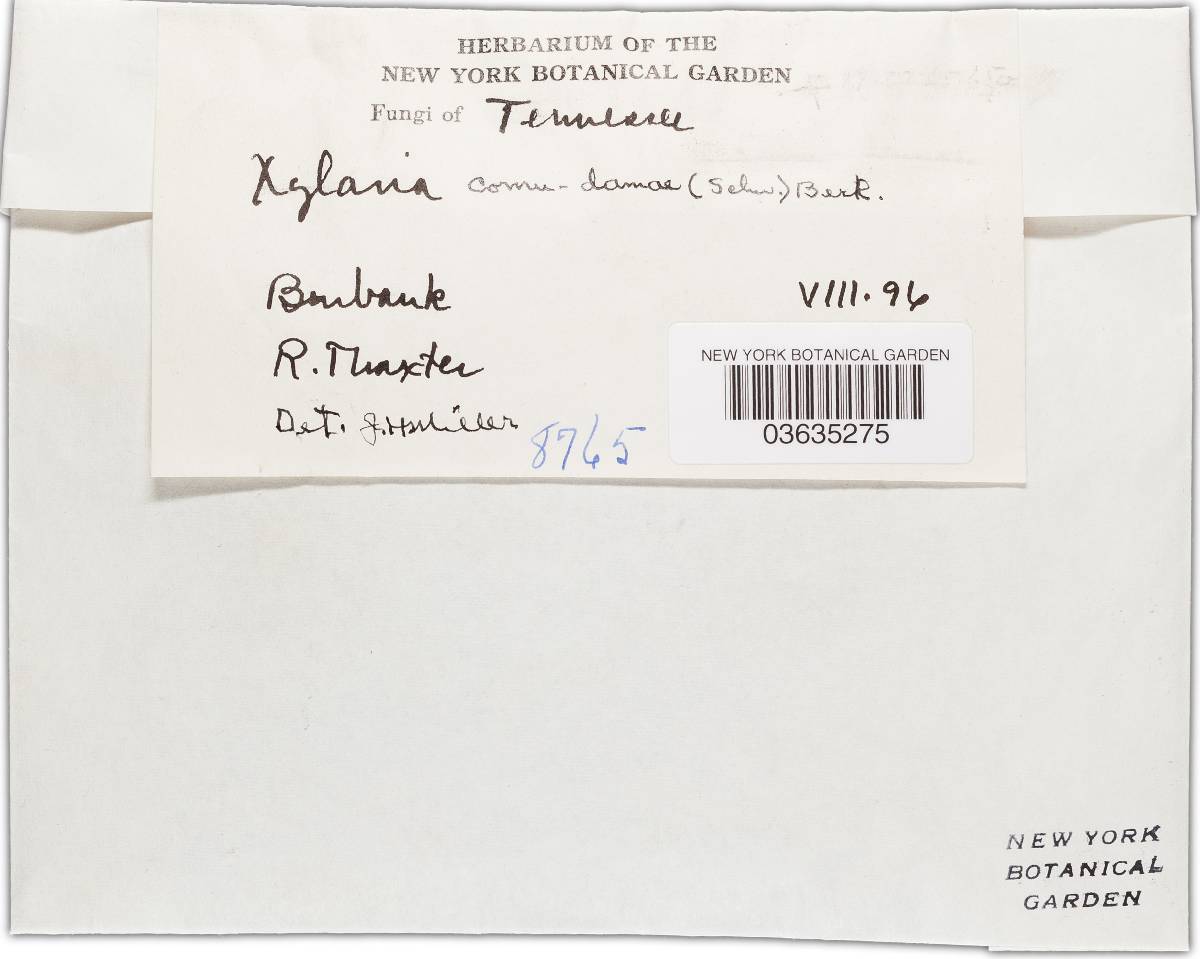 HERBARIUM OF THE
NEW YORK BOTANICAL GARDEN
Fungi of Tennessee
Xylaria cornu-damae (Schw.) Berk.
Burbank VIII.96
R. Thaxter
Det. J.H. Miller
8765
NEW YORK BOTANICAL GARDEN
03635275
NEW YORK
BOTANICAL
GARDEN